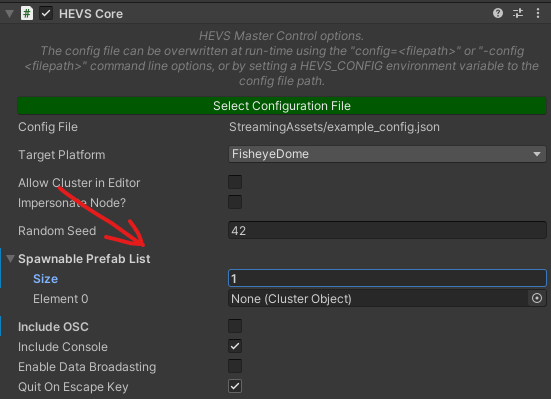 HEVS Core
HEVS Master Control options.
The config file can be overwritten at run-time using the "config=<filepath>" or "-config
<filepath>" command line options, or by setting a HEVS_CONFIG environment variable to the
config file path.
Select Configuration File
Config File StreamingAssets/example_config.json
Target Platform FisheyeDome
Allow Cluster in Editor
Impersonate Node?
Random Seed 42
Spawnable Prefab List
Size 1
Element 0 None (Cluster Object)
Include OSC
Include Console
Enable Data Broadasting
Quit On Escape Key